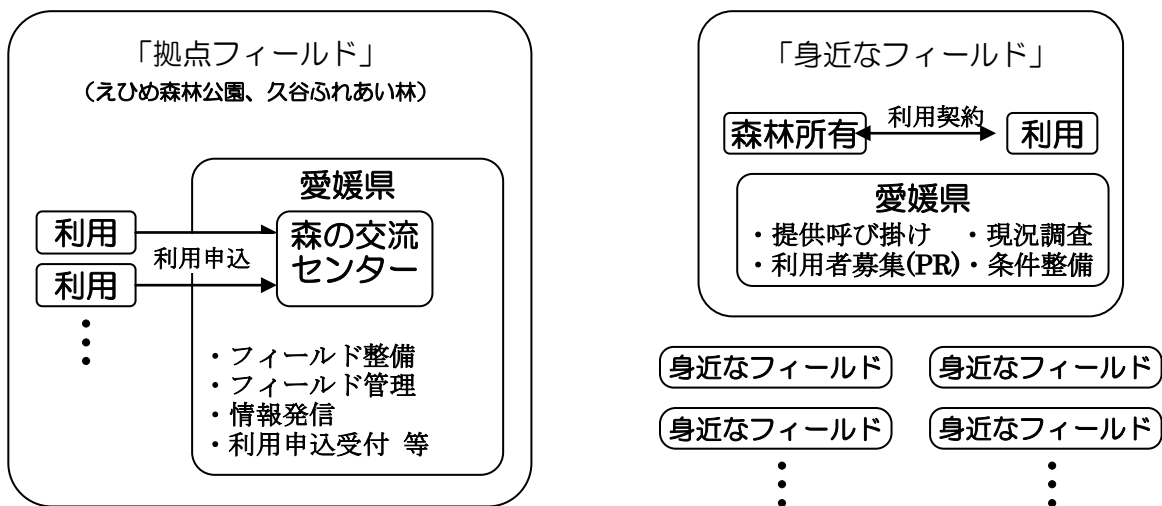 「拠点フィールド」
（えひめ森林公園、久谷ふれあい林）
愛媛県
利用
利用
利用申込
森の交流
センター
・フィールド整備
・フィールド管理
・情報発信
・利用申込受付 等
「身近なフィールド」
森林所有
利用契約
利用
愛媛県
・提供呼び掛け ・現況調査
・利用者募集(PR)・条件整備
身近なフィールド
身近なフィールド
身近なフィールド
身近なフィールド